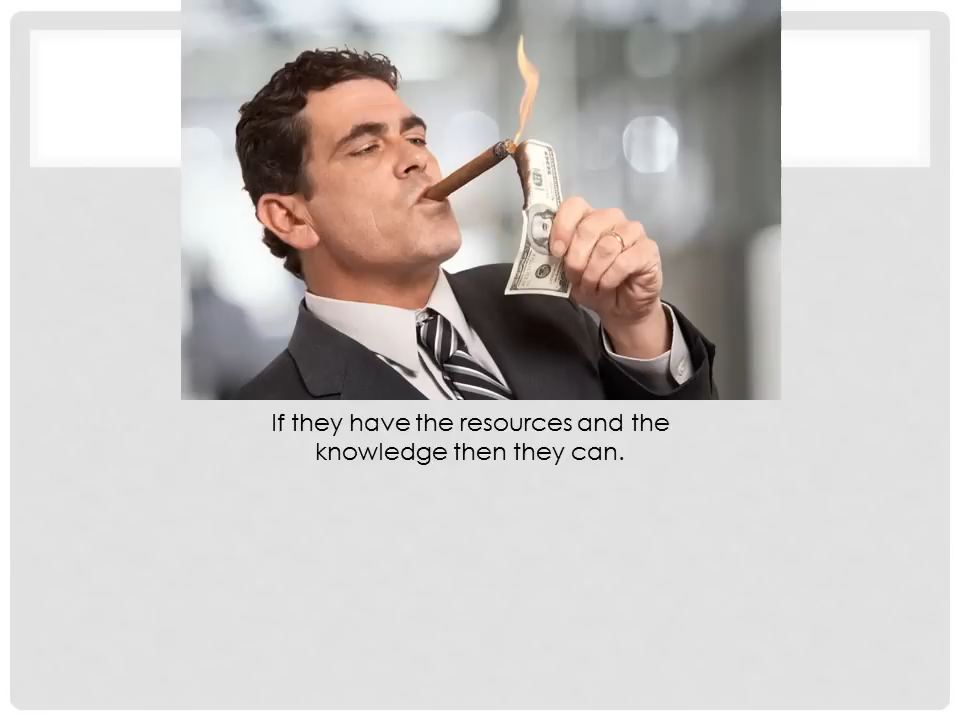 If they have the resources and the
knowledge then they can.